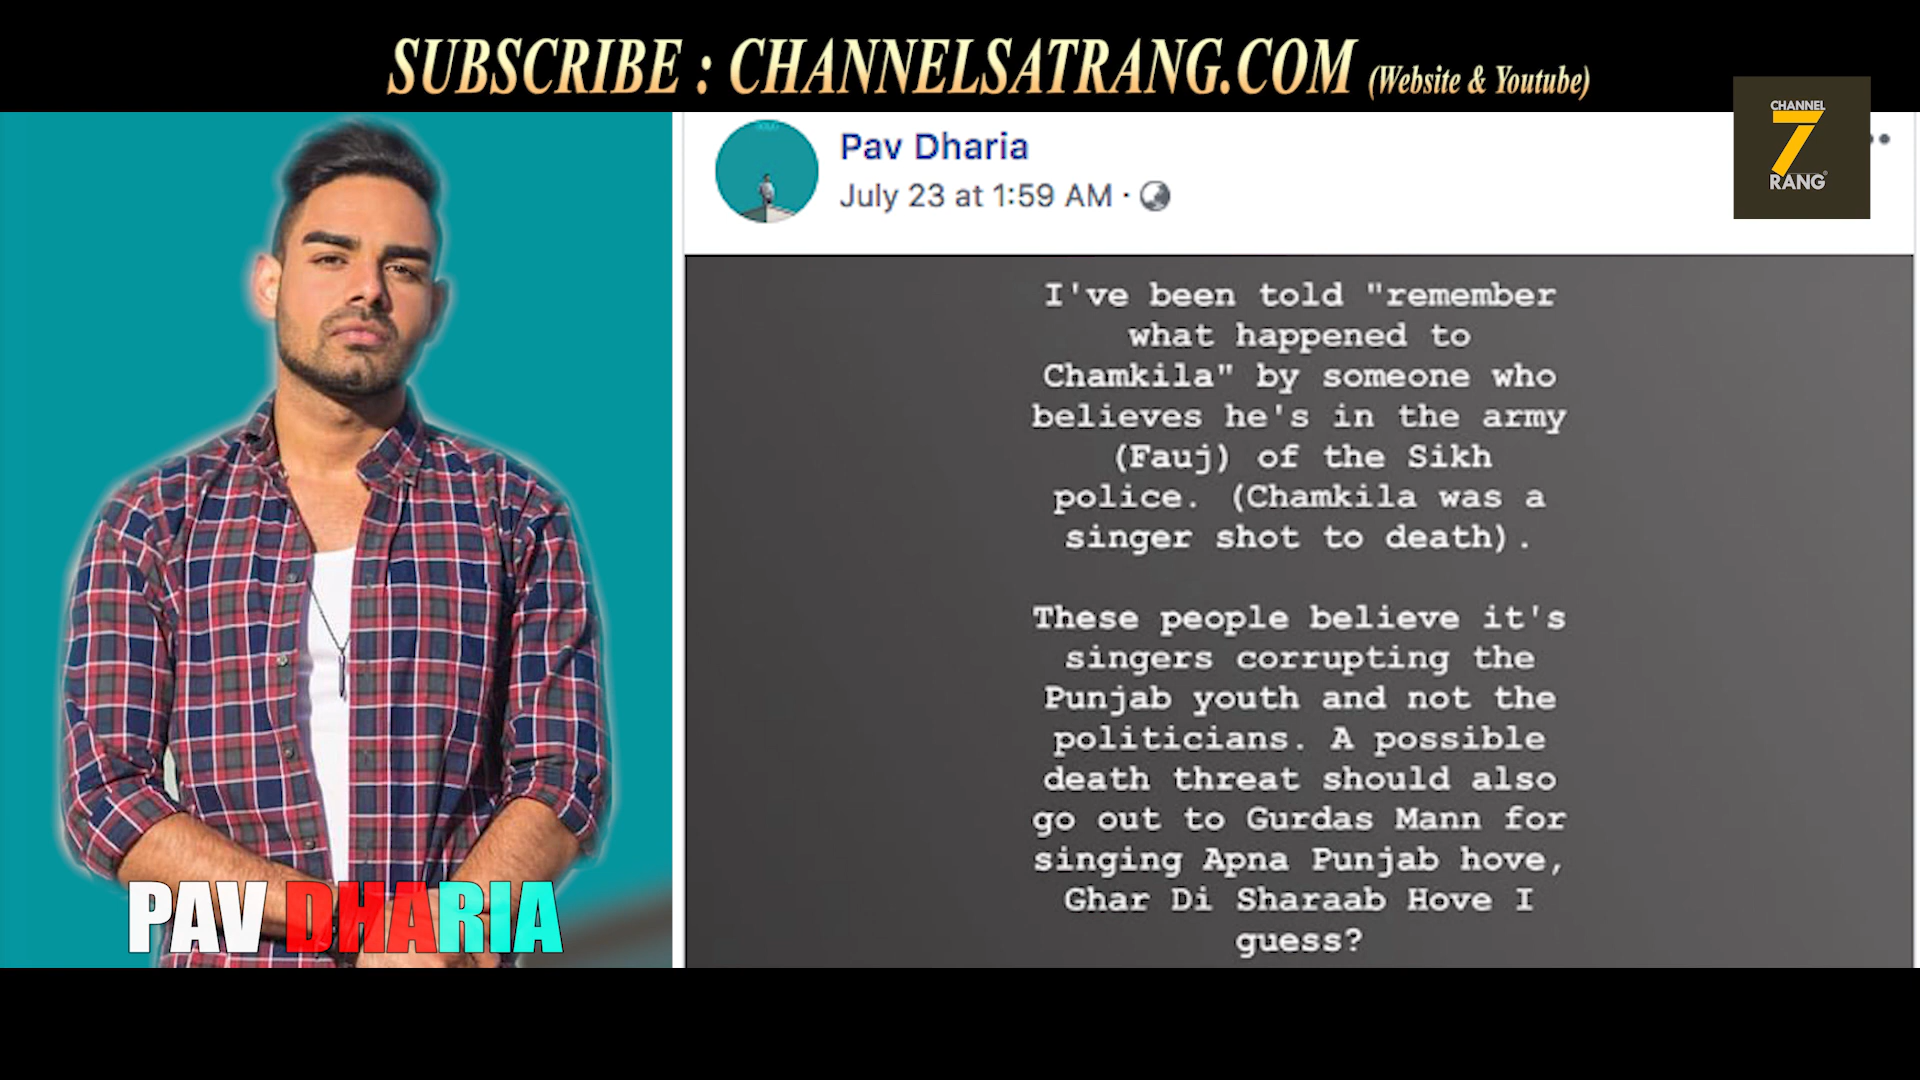 SUBSCRIBE : CHANNELSATRANG.COM (Website & Youtube)
CHANNEL
7
RANG
Pav Dharia
July 23 at 1:59 AM ·
I've been told "remember
what happened to
Chamkila" by someone who
believes he's in the army
(Fauj) of the Sikh
police. (Chamkila was a
singer shot to death).
These people believe it's
singers corrupting the
Punjab youth and not the
politicians. A possible
death threat should also
go out to Gurdas Mann for
singing Apna Punjab hove,
Ghar Di Sharaab Hove I
guess?
PAV DHARIA